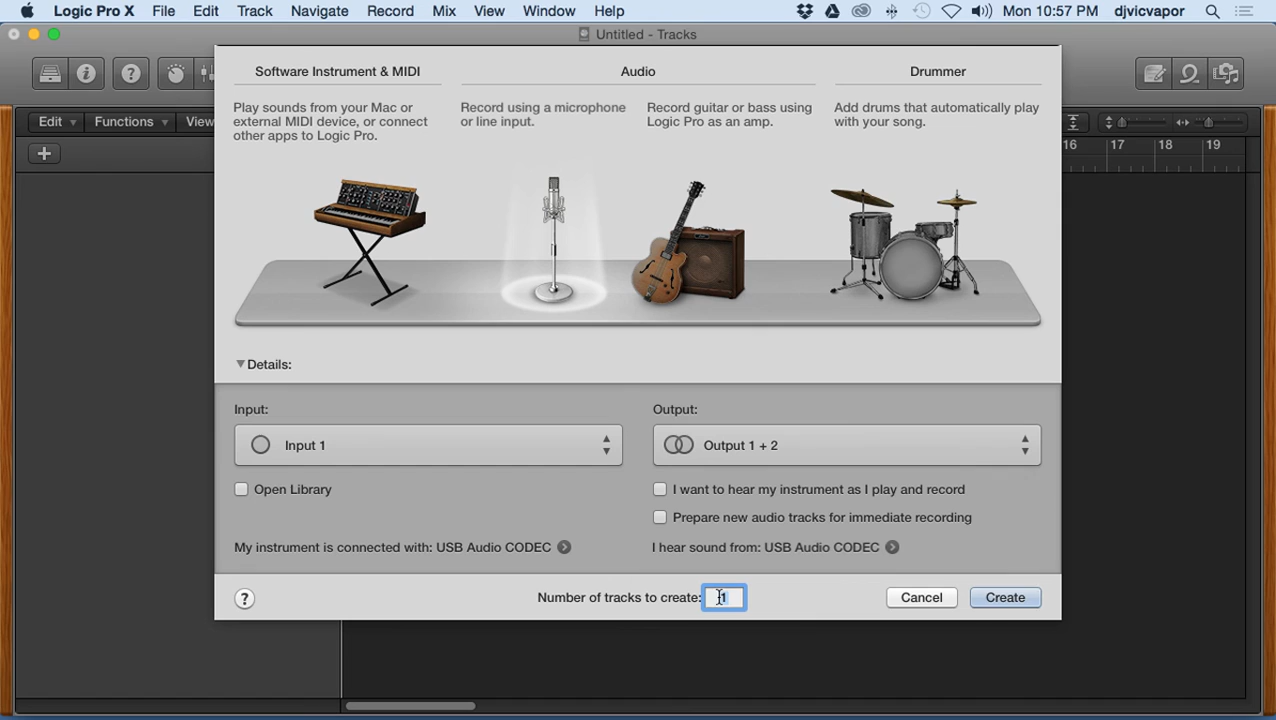 Logic Pro X File Edit Track Navigate Record Mix View Window Help Mon 10:57 PM djvicvapor
Untitled - Tracks
Software Instrument & MIDI
Play sounds from your Mac or
external MIDI device, or connect
other apps to Logic Pro.
Audio
Record using a microphone
or line input.
Record guitar or bass using
Logic Pro as an amp.
Drummer
Add drums that automatically play
with your song.
Edit Functions View
16 17 18 19
Details:
Input:
Input 1
Open Library
My instrument is connected with: USB Audio CODEC
Output:
Output 1 + 2
I want to hear my instrument as I play and record
Prepare new audio tracks for immediate recording
I hear sound from: USB Audio CODEC
? Number of tracks to create: 1 Cancel Create